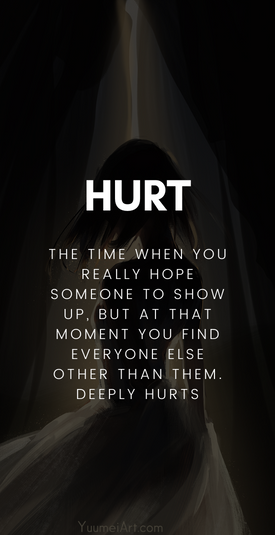 HURT
THE TIME WHEN YOU
REALLY HOPE
SOMEONE TO SHOW
UP, BUT AT THAT
MOMENT YOU FIND
EVERYONE ELSE
OTHER THAN THEM.
DEEPLY HURTS
YuumeiArt.com